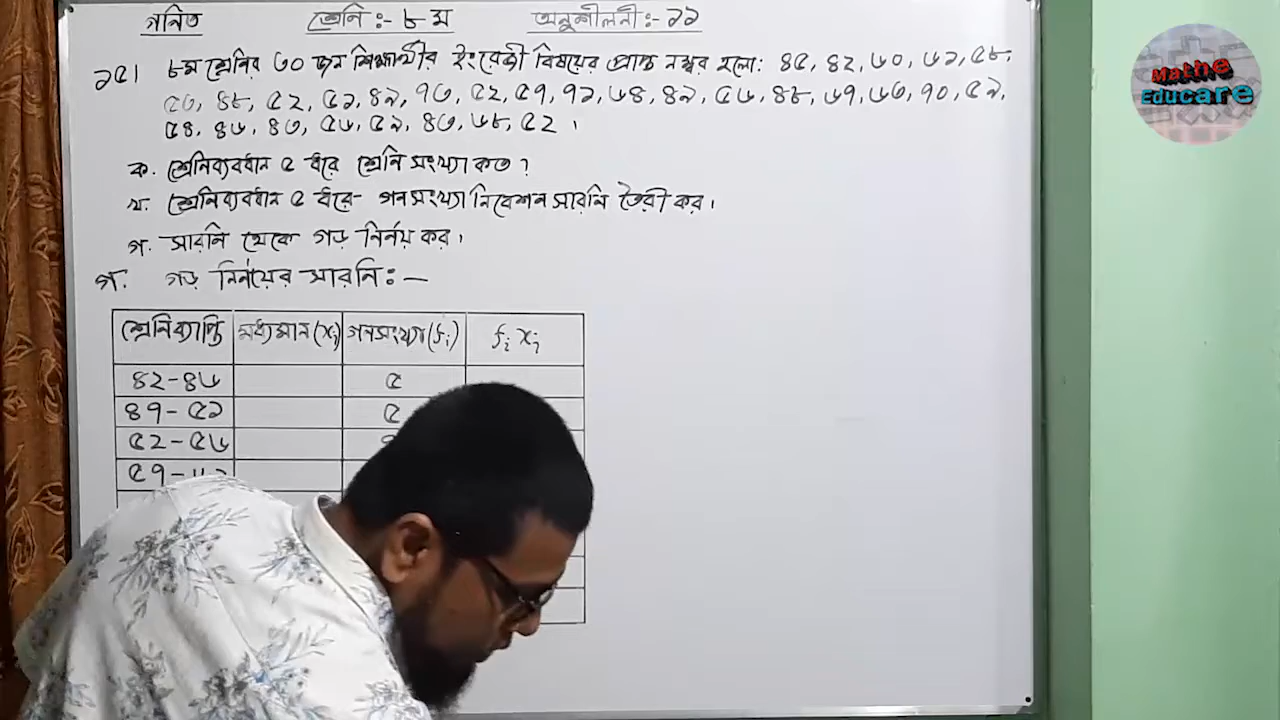 গনিত শ্রেনি :- ৮ ম অনুশীলনী :- ১১
১৫। ৮ম শ্রেনির ৩০ জন শিক্ষার্থীর ইংরেজী বিষয়ের প্রাপ্ত নম্বর হলো: ৪৫, ৪২, ৬০, ৬১, ৫৮,
৫৩, ৪৮, ৫২, ৫১, ৪৯, ৭৩, ৫২, ৫৭, ৭১, ৬৪, ৪৯, ৫৬, ৪৮, ৬৭, ৬৩, ৭০, ৫৯,
৫৪, ৪৬, ৪৩, ৫৬, ৫৯, ৪৩, ৬৮, ৫২ ।
ক. শ্রেনিব্যবধান ৫ ধরে শ্রেনি সংখ্যা কত ?
খ. শ্রেনিব্যবধান ৫ ধরে- গনসংখ্যা নিবেশন সারনি তৈরী কর।
গ. সারনি থেকে গড় নির্নয় কর।
গ. গড় নির্নয়ের সারনি :—
শ্রেনিব্যাপ্তি মধ্যমান (xᵢ) গনসংখ্যা (fᵢ) fᵢ xᵢ
৪২-৪৬ ৫
৪৭-৫১ ৫
৫২-৫৬
৫৭-
Mathe
Educare